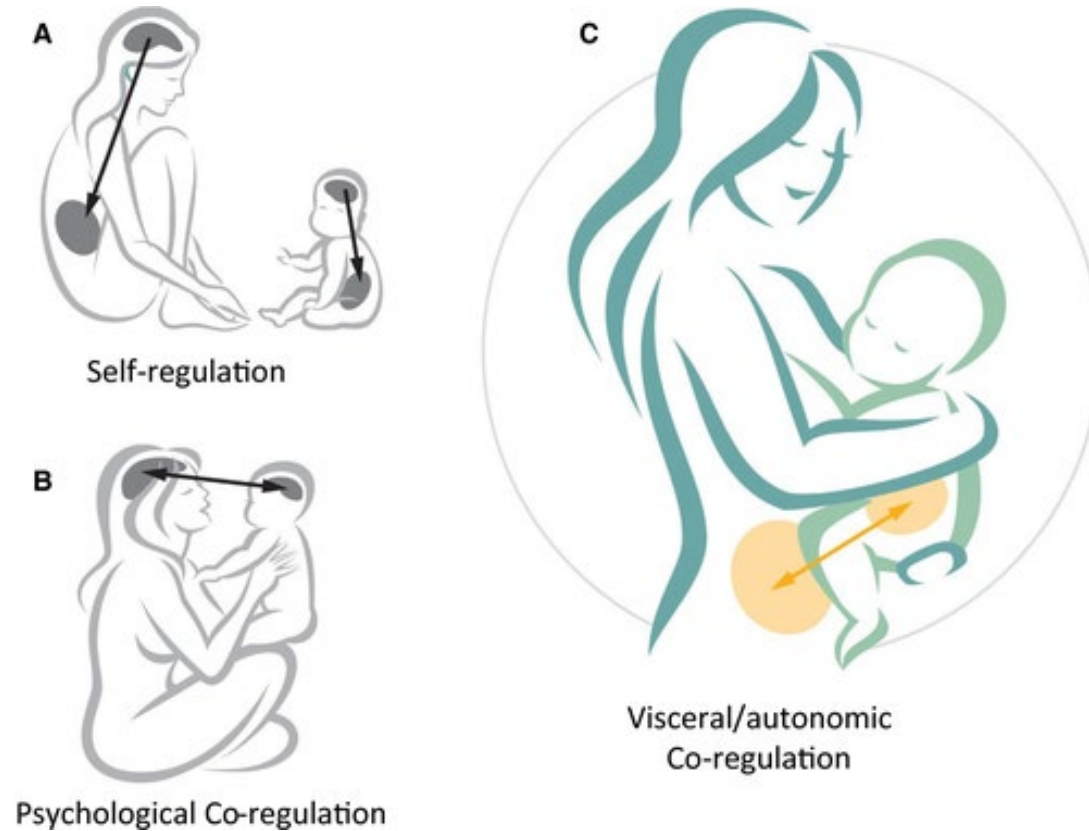 A
Self-regulation
B
Psychological Co-regulation
C
Visceral/autonomic
Co-regulation